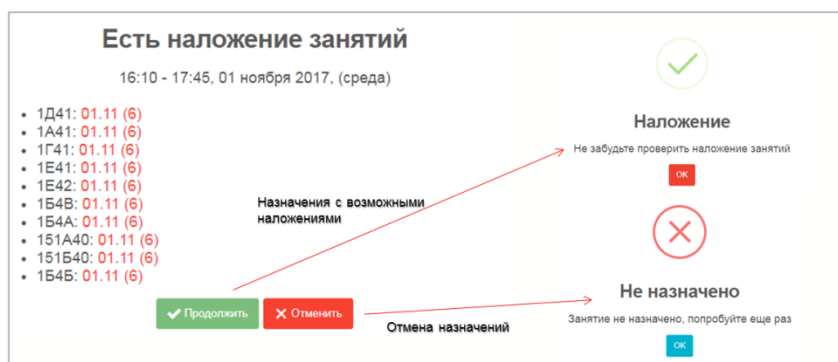 Есть наложение занятий
16:10 - 17:45, 01 ноября 2017, (среда)
1Д41: 01.11 (6)
1А41: 01.11 (6)
1Г41: 01.11 (6)
1Е41: 01.11 (6)
1Е42: 01.11 (6)
1Б4В: 01.11 (6)
1Б4А: 01.11 (6)
151А40: 01.11 (6)
151Б40: 01.11 (6)
1Б4Б: 01.11 (6)
Продолжить
Отменить
Назначения с возможными
наложениями
Отмена назначений
Наложение
Не забудьте проверить наложение занятий
ОК
Не назначено
Занятие не назначено, попробуйте еще раз
ОК